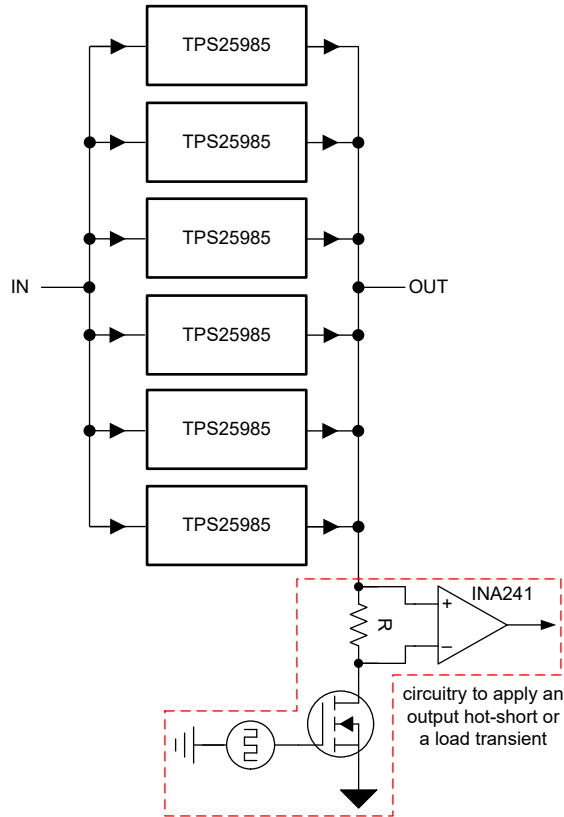 TPS25985
TPS25985
TPS25985
IN
OUT
TPS25985
TPS25985
TPS25985
INA241
+
R
−
circuitry to apply an
output hot-short or
a load transient